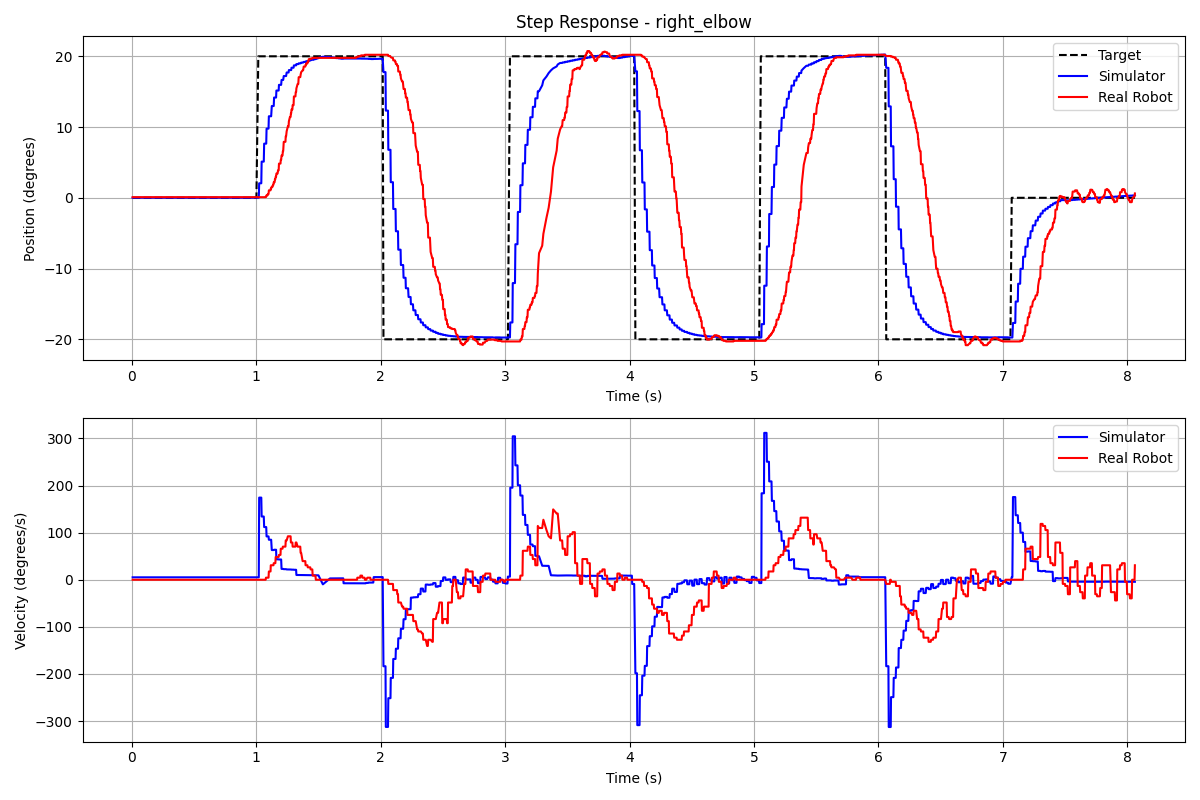 Step Response - right_elbow
Position (degrees)
20
10
0
−10
−20
Target
Simulator
Real Robot
0 1 2 3 4 5 6 7 8
Time (s)
Velocity (degrees/s)
300
200
100
0
−100
−200
−300
Simulator
Real Robot
0 1 2 3 4 5 6 7 8
Time (s)